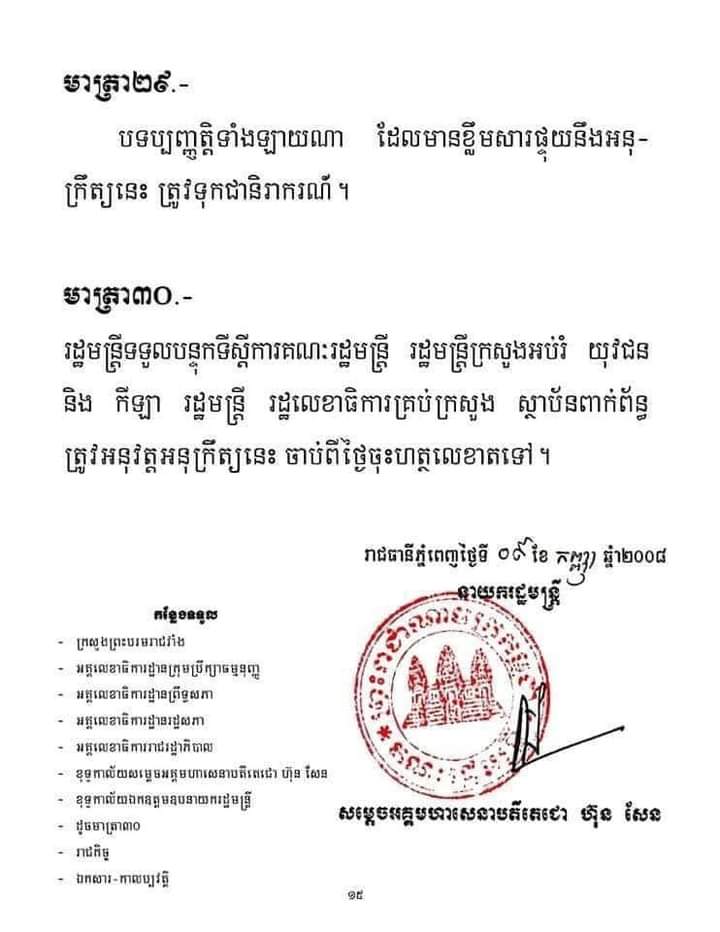 មាត្រា២៩.-
បទប្បញ្ញត្តិទាំងឡាយណា ដែលមានខ្លឹមសារផ្ទុយនឹងអនុ-
ក្រឹត្យនេះ ត្រូវទុកជានិរាករណ៍ ។
មាត្រា៣០.-
រដ្ឋមន្ត្រីទទួលបន្ទុកទីស្តីការគណៈរដ្ឋមន្ត្រី រដ្ឋមន្ត្រីក្រសួងអប់រំ យុវជន
និង កីឡា រដ្ឋមន្ត្រី រដ្ឋលេខាធិការគ្រប់ក្រសួង ស្ថាប័នពាក់ព័ន្ធ
ត្រូវអនុវត្តអនុក្រឹត្យនេះ ចាប់ពីថ្ងៃចុះហត្ថលេខាតទៅ ។
រាជធានីភ្នំពេញថ្ងៃទី ០៩ ខែ កញ្ញា ឆ្នាំ២០០៨
នាយករដ្ឋមន្ត្រី
សម្តេចអគ្គមហាសេនាបតីតេជោ ហ៊ុន សែន
កន្លែងទទួល
- ក្រសួងព្រះបរមរាជវាំង
- អគ្គលេខាធិការដ្ឋានក្រុមប្រឹក្សាធម្មនុញ្ញ
- អគ្គលេខាធិការដ្ឋានព្រឹទ្ធសភា
- អគ្គលេខាធិការដ្ឋានរដ្ឋសភា
- អគ្គលេខាធិការរាជរដ្ឋាភិបាល
- ខុទ្ទកាល័យសម្តេចអគ្គមហាសេនាបតីតេជោ ហ៊ុន សែន
- ខុទ្ទកាល័យឯកឧត្តមឧបនាយករដ្ឋមន្ត្រី
- ដូចមាត្រា៣០
- រាជកិច្ច
- ឯកសារ-កាលប្បវត្តិ
១៥